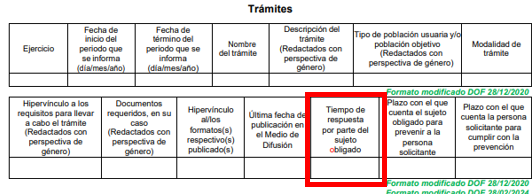 Trámites
Ejercicio
Fecha de
inicio del
periodo que
se informa
(día/mes/año)
Fecha de
término del
periodo que se
informa
(día/mes/año)
Nombre
del trámite
Descripción del
trámite
(Redactados con
perspectiva de
género)
Tipo de población usuaria y/o
población objetivo
(Redactados con
perspectiva de género)
Modalidad de
trámite
Formato modificado DOF 28/12/2020
Hipervínculo a los
requisitos para llevar
a cabo el trámite
(Redactados con
perspectiva de
género)
Documentos
requeridos, en su
caso
(Redactados con
perspectiva de
género)
Hipervínculo
al/los
formatos(s)
respectivo(s)
publicado(s)
Última fecha de
publicación en
el Medio de
Difusión
Tiempo de
respuesta
por parte del
sujeto
obligado
Plazo con el que
cuenta el sujeto
obligado para
prevenir a la
persona
solicitante
Plazo con el que
cuenta la persona
solicitante para
cumplir con la
prevención
Formato modificado DOF 28/12/2020
Formato modificado DOF 28/02/2024